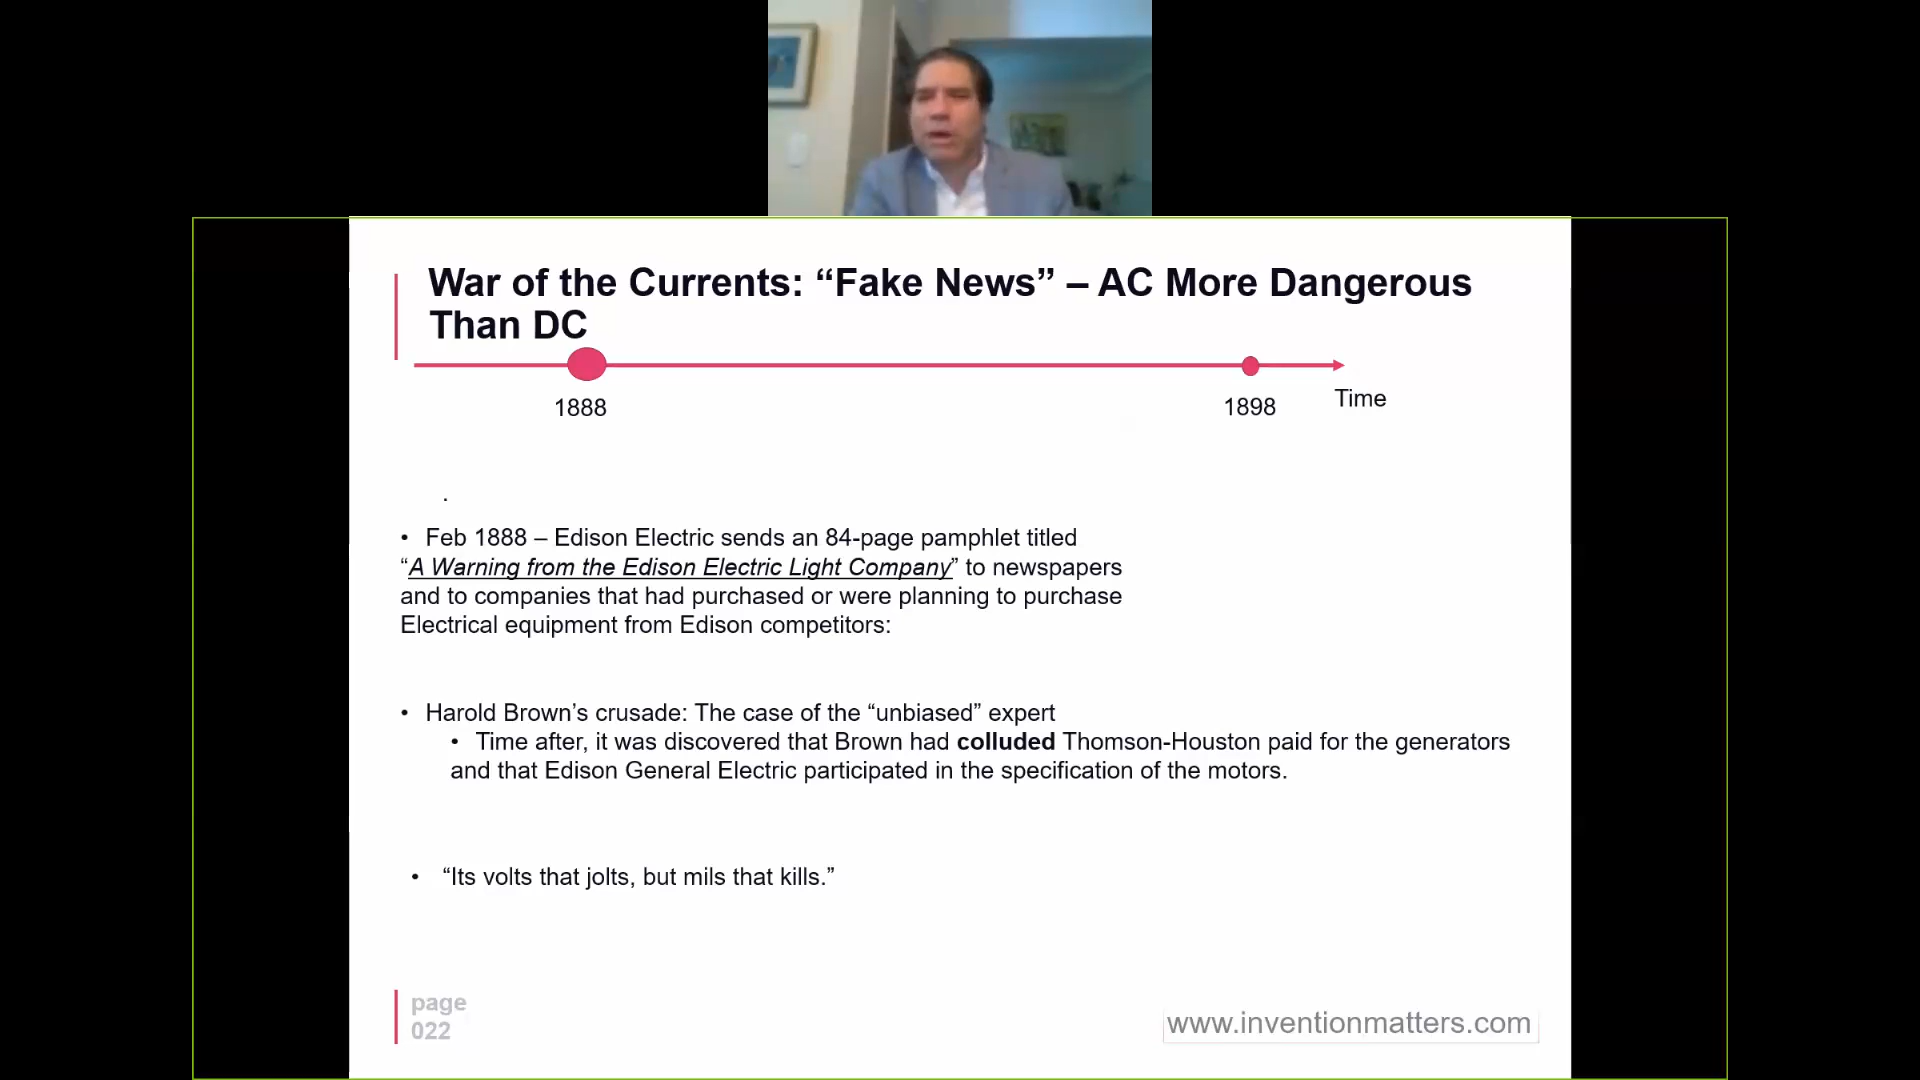 War of the Currents: “Fake News” – AC More Dangerous
Than DC
1888
1898
Time
.
• Feb 1888 – Edison Electric sends an 84-page pamphlet titled
“A Warning from the Edison Electric Light Company” to newspapers
and to companies that had purchased or were planning to purchase
Electrical equipment from Edison competitors:
• Harold Brown’s crusade: The case of the “unbiased” expert
• Time after, it was discovered that Brown had colluded Thomson-Houston paid for the generators
and that Edison General Electric participated in the specification of the motors.
• “Its volts that jolts, but mils that kills.”
page
022
www.inventionmatters.com